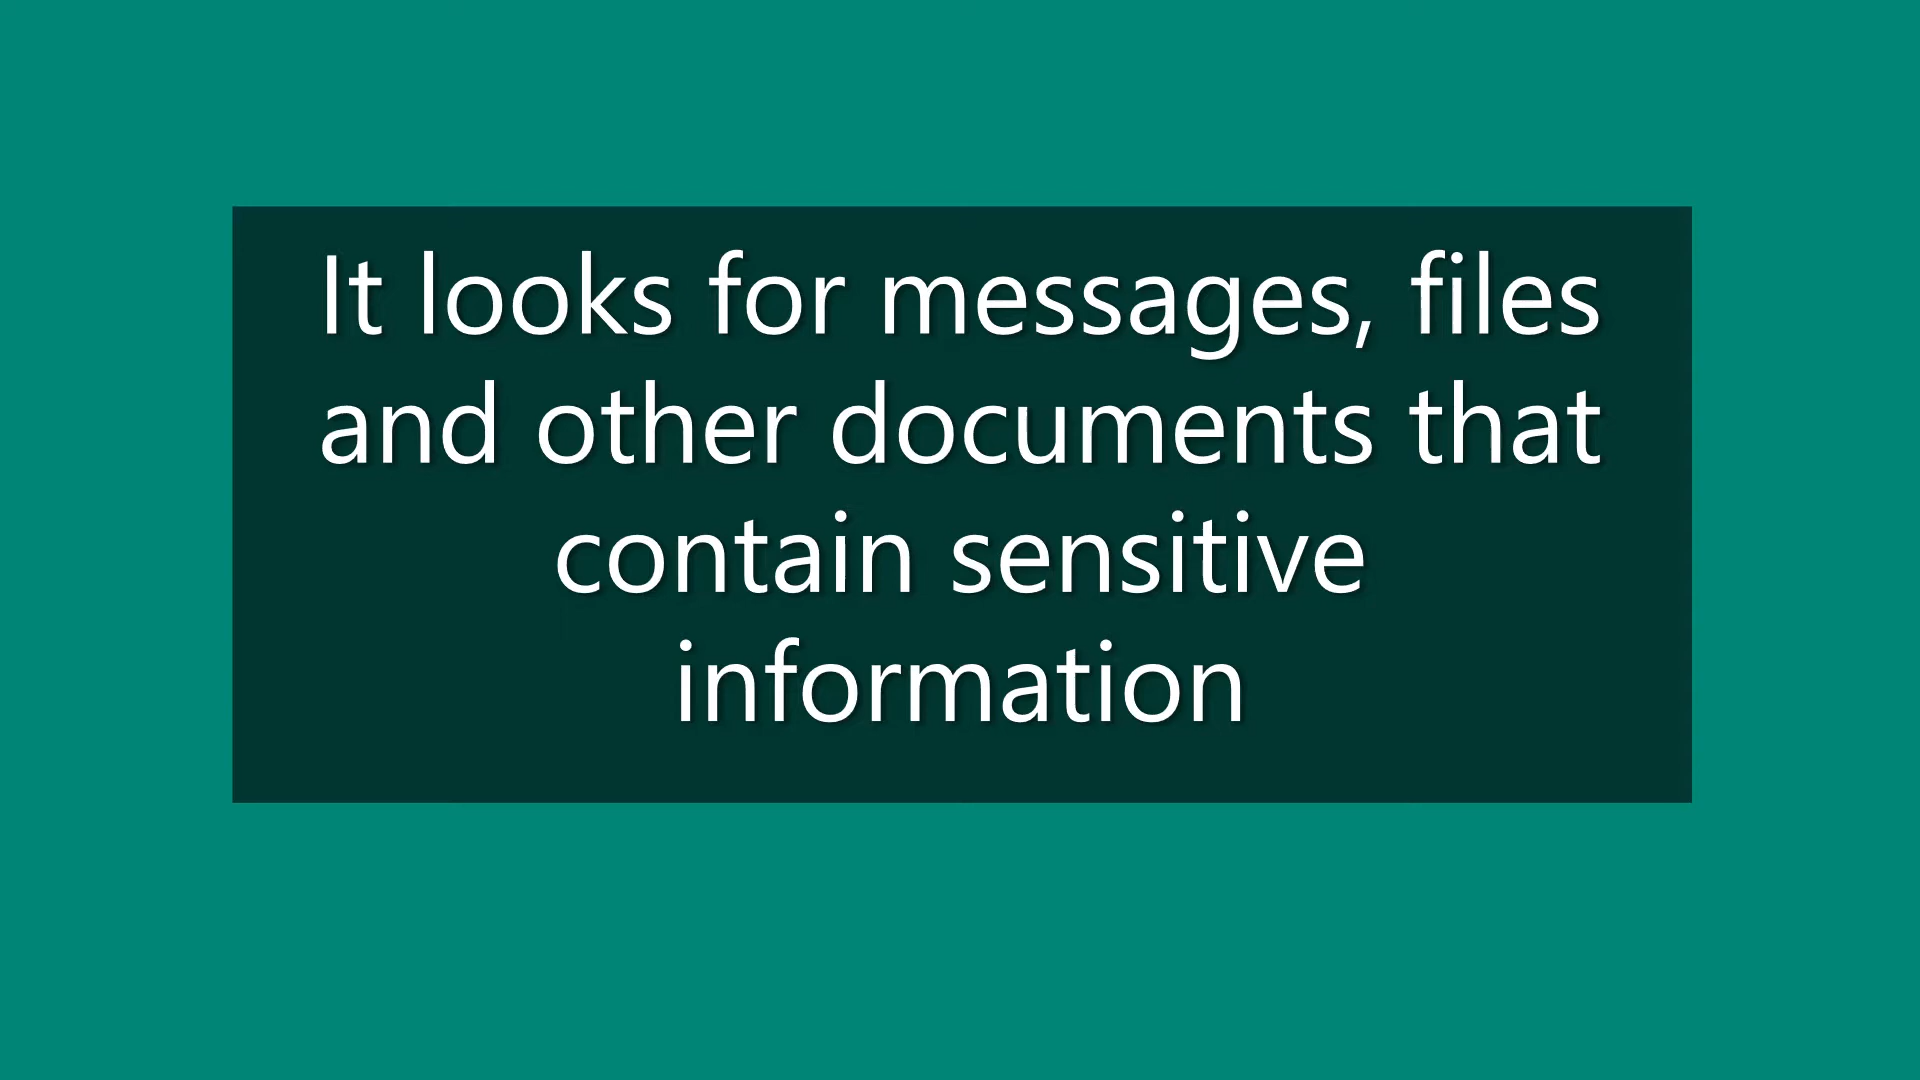 It looks for messages, files
and other documents that
contain sensitive
information